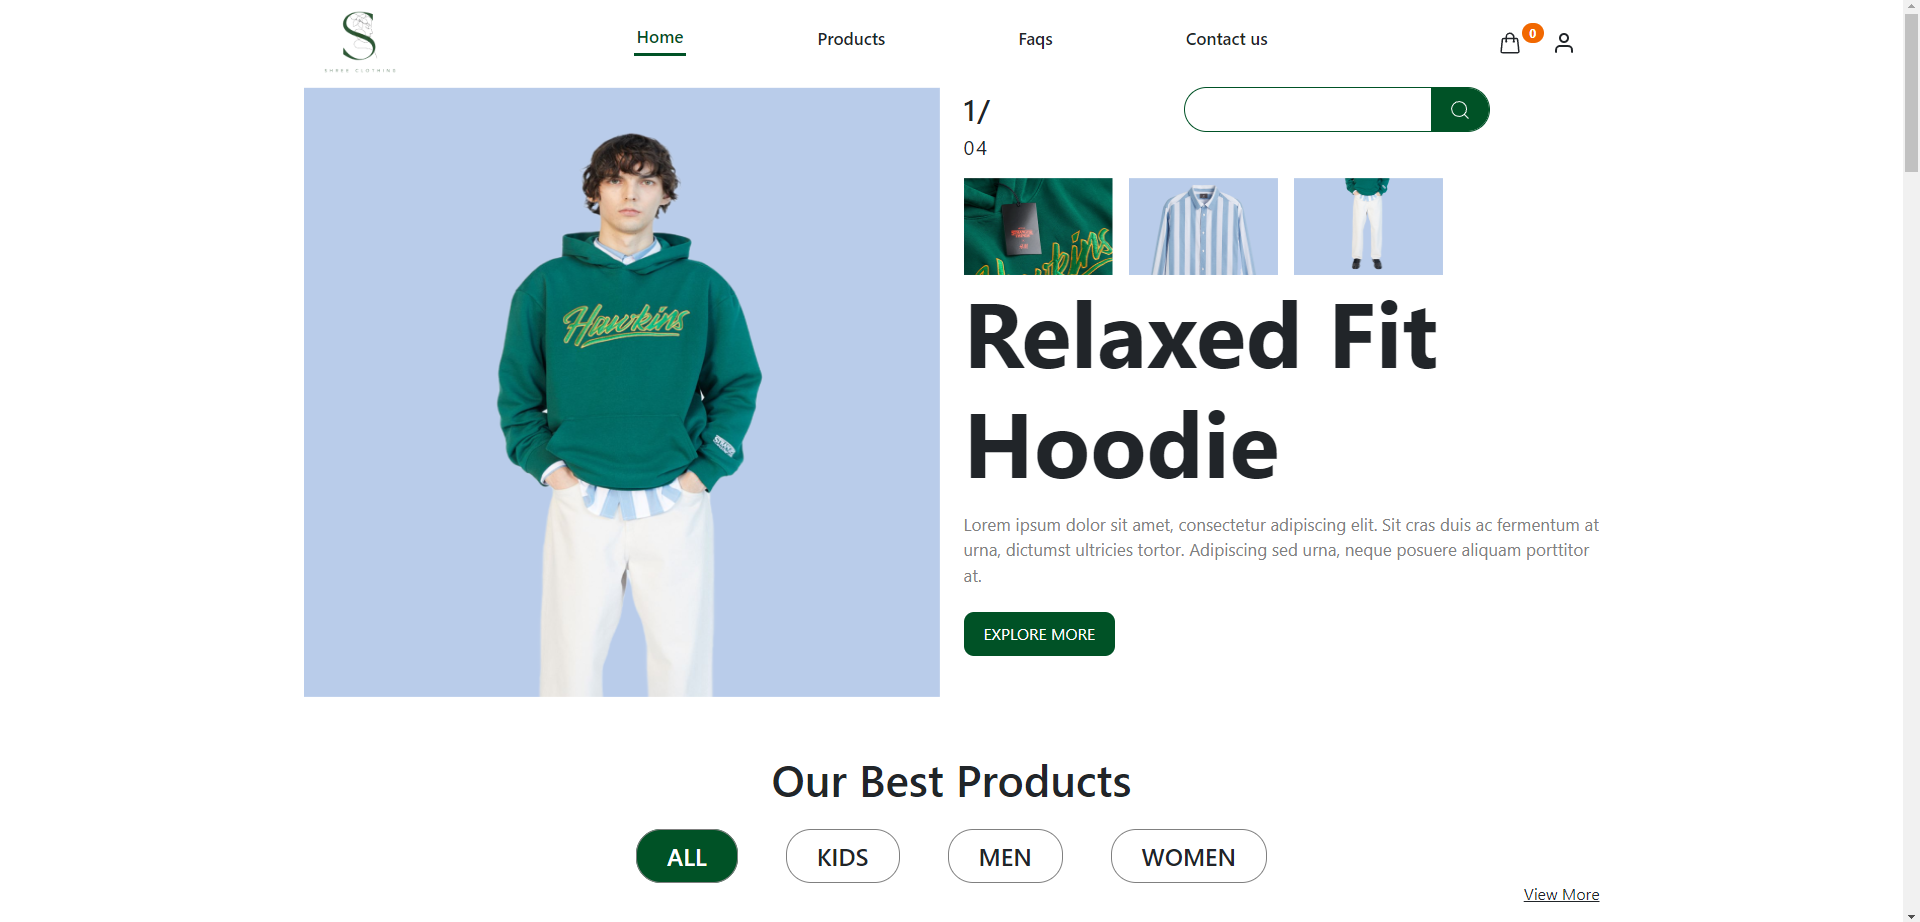 SHREE CLOTHING
Home
Products
Faqs
Contact us
0
1/
04
Hawkins
Relaxed Fit
Hoodie
Lorem ipsum dolor sit amet, consectetur adipiscing elit. Sit cras duis ac fermentum at
urna, dictumst ultricies tortor. Adipiscing sed urna, neque posuere aliquam porttitor
at.
EXPLORE MORE
Our Best Products
ALL
KIDS
MEN
WOMEN
View More